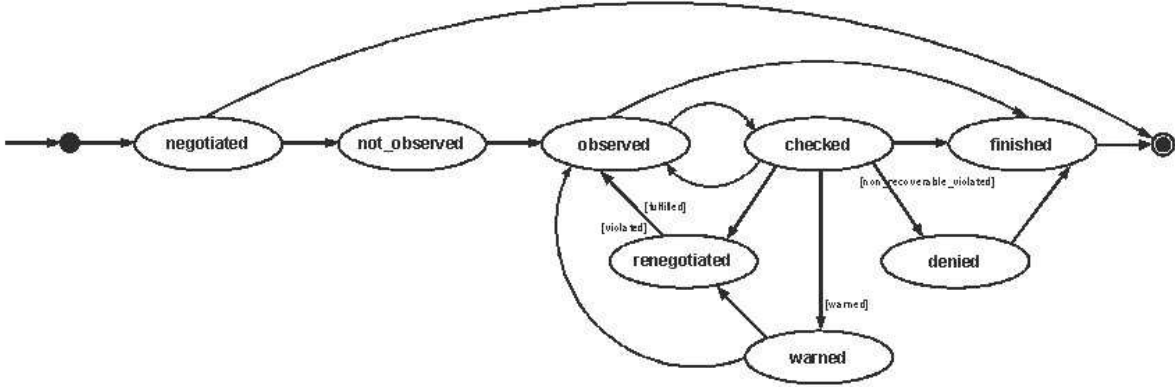 negotiated
not_observed
observed
checked
finished
[non_recoverable_violated]
[fulfilled]
[violated]
renegotiated
denied
[warned]
warned